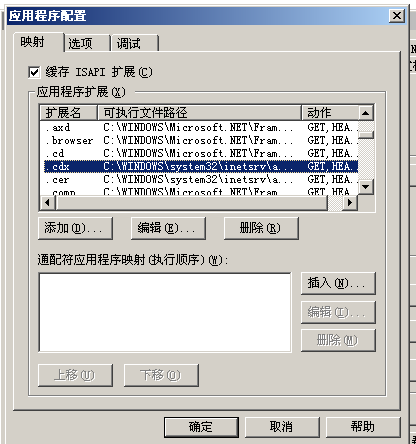 应用程序配置
映射 选项 调试
缓存 ISAPI 扩展(C)
应用程序扩展(X)
扩展名 可执行文件路径 动作
.axd C:\WINDOWS\Microsoft.NET\Fram... GET,HEA..
.browser C:\WINDOWS\Microsoft.NET\Fram... GET,HEA..
.cd C:\WINDOWS\Microsoft.NET\Fram... GET,HEA..
.cdx C:\WINDOWS\system32\inetsrv\a... GET,HEA..
.cer C:\WINDOWS\system32\inetsrv\a... GET,HEA..
.comp C:\WINDOWS\Microsoft.NET\Fram... GET,HEA..
添加(D)... 编辑(E)... 删除(R)
通配符应用程序映射(执行顺序)(W):
插入(N)...
编辑(I)...
删除(M)
上移(U) 下移(O)
确定 取消 帮助